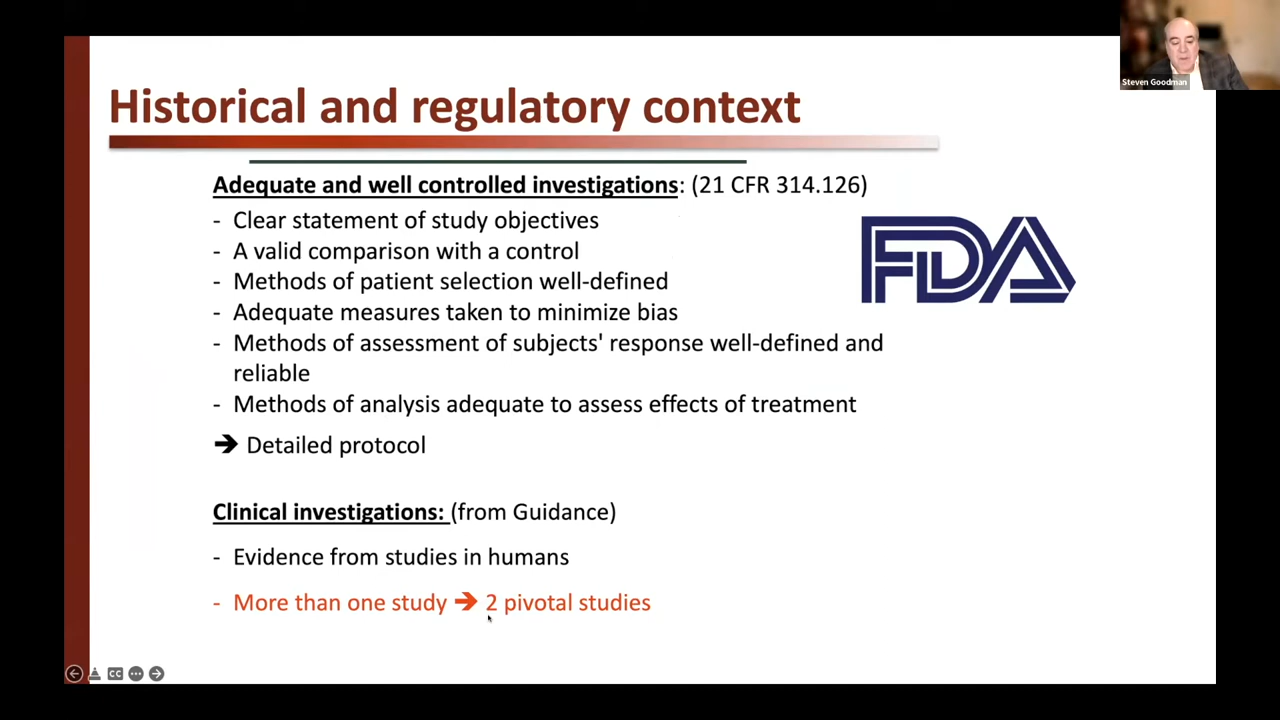 Historical and regulatory context
Steven Goodman
Adequate and well controlled investigations: (21 CFR 314.126)
- Clear statement of study objectives
- A valid comparison with a control
- Methods of patient selection well-defined
- Adequate measures taken to minimize bias
- Methods of assessment of subjects' response well-defined and
reliable
- Methods of analysis adequate to assess effects of treatment
➔ Detailed protocol
FDA
Clinical investigations: (from Guidance)
- Evidence from studies in humans
- More than one study ➔ 2 pivotal studies
CC